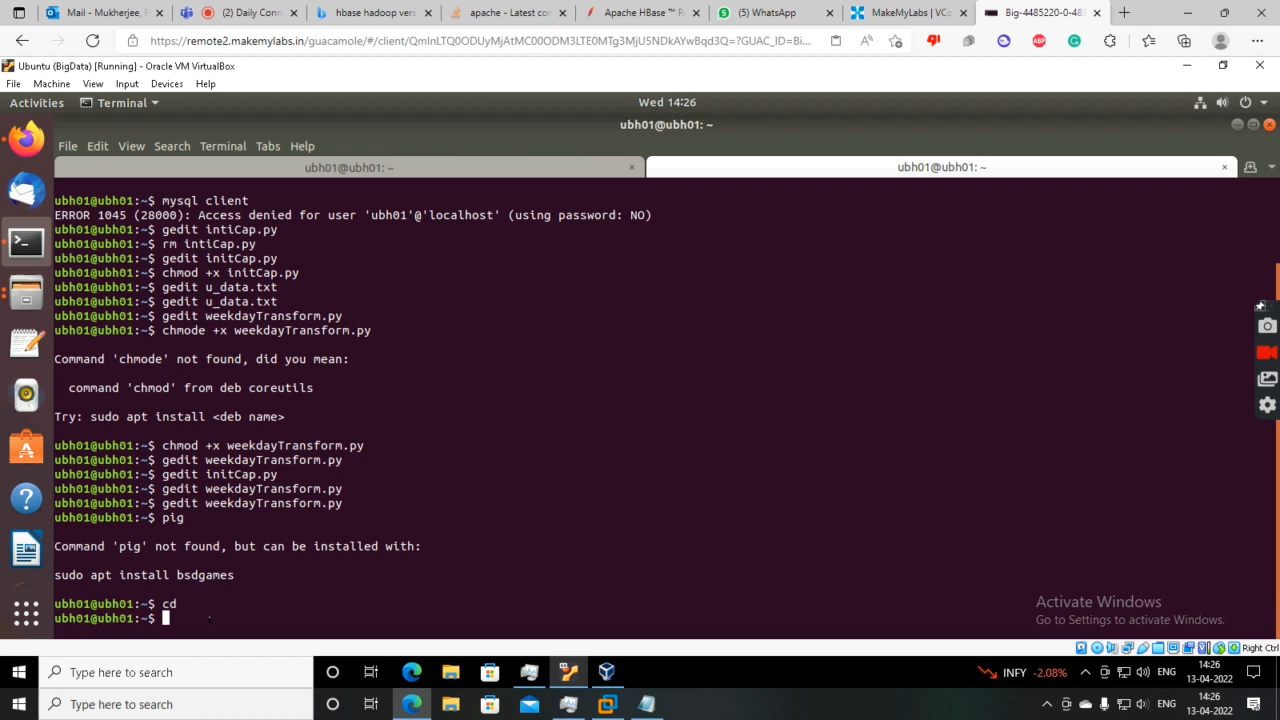 Mail - Mukherjee, R
(2) Daily Conn
hbase hadoop vers
apache - Latest con
Apache HBase ™ R
(5) WhatsApp
MakeMyLabs | VCo
Big-4485220-0-483
https://remote2.makemylabs.in/guacamole/#/client/QmlnLTQ0ODUyMjAtMC00ODM3LTE0MTg3MjU5NDkAYwBqd3Q=?GUAC_ID=Bi...
Ubuntu (BigData) [Running] - Oracle VM VirtualBox
File Machine View Input Devices Help
Activities Terminal Wed 14:26
ubh01@ubh01: ~
File Edit View Search Terminal Tabs Help
ubh01@ubh01: ~ × ubh01@ubh01: ~ ×
ubh01@ubh01:~$ mysql client
ERROR 1045 (28000): Access denied for user 'ubh01'@'localhost' (using password: NO)
ubh01@ubh01:~$ gedit intiCap.py
ubh01@ubh01:~$ rm intiCap.py
ubh01@ubh01:~$ gedit initCap.py
ubh01@ubh01:~$ chmod +x initCap.py
ubh01@ubh01:~$ gedit u_data.txt
ubh01@ubh01:~$ gedit u_data.txt
ubh01@ubh01:~$ gedit weekdayTransform.py
ubh01@ubh01:~$ chmode +x weekdayTransform.py
Command 'chmode' not found, did you mean:
command 'chmod' from deb coreutils
Try: sudo apt install <deb name>
ubh01@ubh01:~$ chmod +x weekdayTransform.py
ubh01@ubh01:~$ gedit weekdayTransform.py
ubh01@ubh01:~$ gedit initCap.py
ubh01@ubh01:~$ gedit weekdayTransform.py
ubh01@ubh01:~$ gedit weekdayTransform.py
ubh01@ubh01:~$ pig
Command 'pig' not found, but can be installed with:
sudo apt install bsdgames
ubh01@ubh01:~$ cd
ubh01@ubh01:~$
Activate Windows
Go to Settings to activate Windows.
Right Ctrl
Type here to search
INFY -2.08%
ENG
14:26
13-04-2022
Type here to search
ENG
14:26
13-04-2022